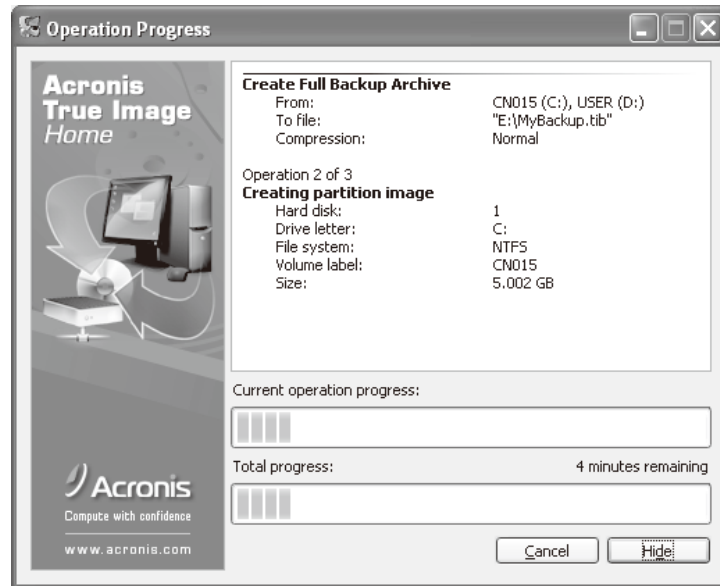 Operation Progress
Acronis
True Image
Home
Create Full Backup Archive
From: CN015 (C:), USER (D:)
To file: "E:\MyBackup.tib"
Compression: Normal
Operation 2 of 3
Creating partition image
Hard disk: 1
Drive letter: C:
File system: NTFS
Volume label: CN015
Size: 5.002 GB
Current operation progress:
Total progress: 4 minutes remaining
Acronis
Compute with confidence
www.acronis.com
Cancel Hide